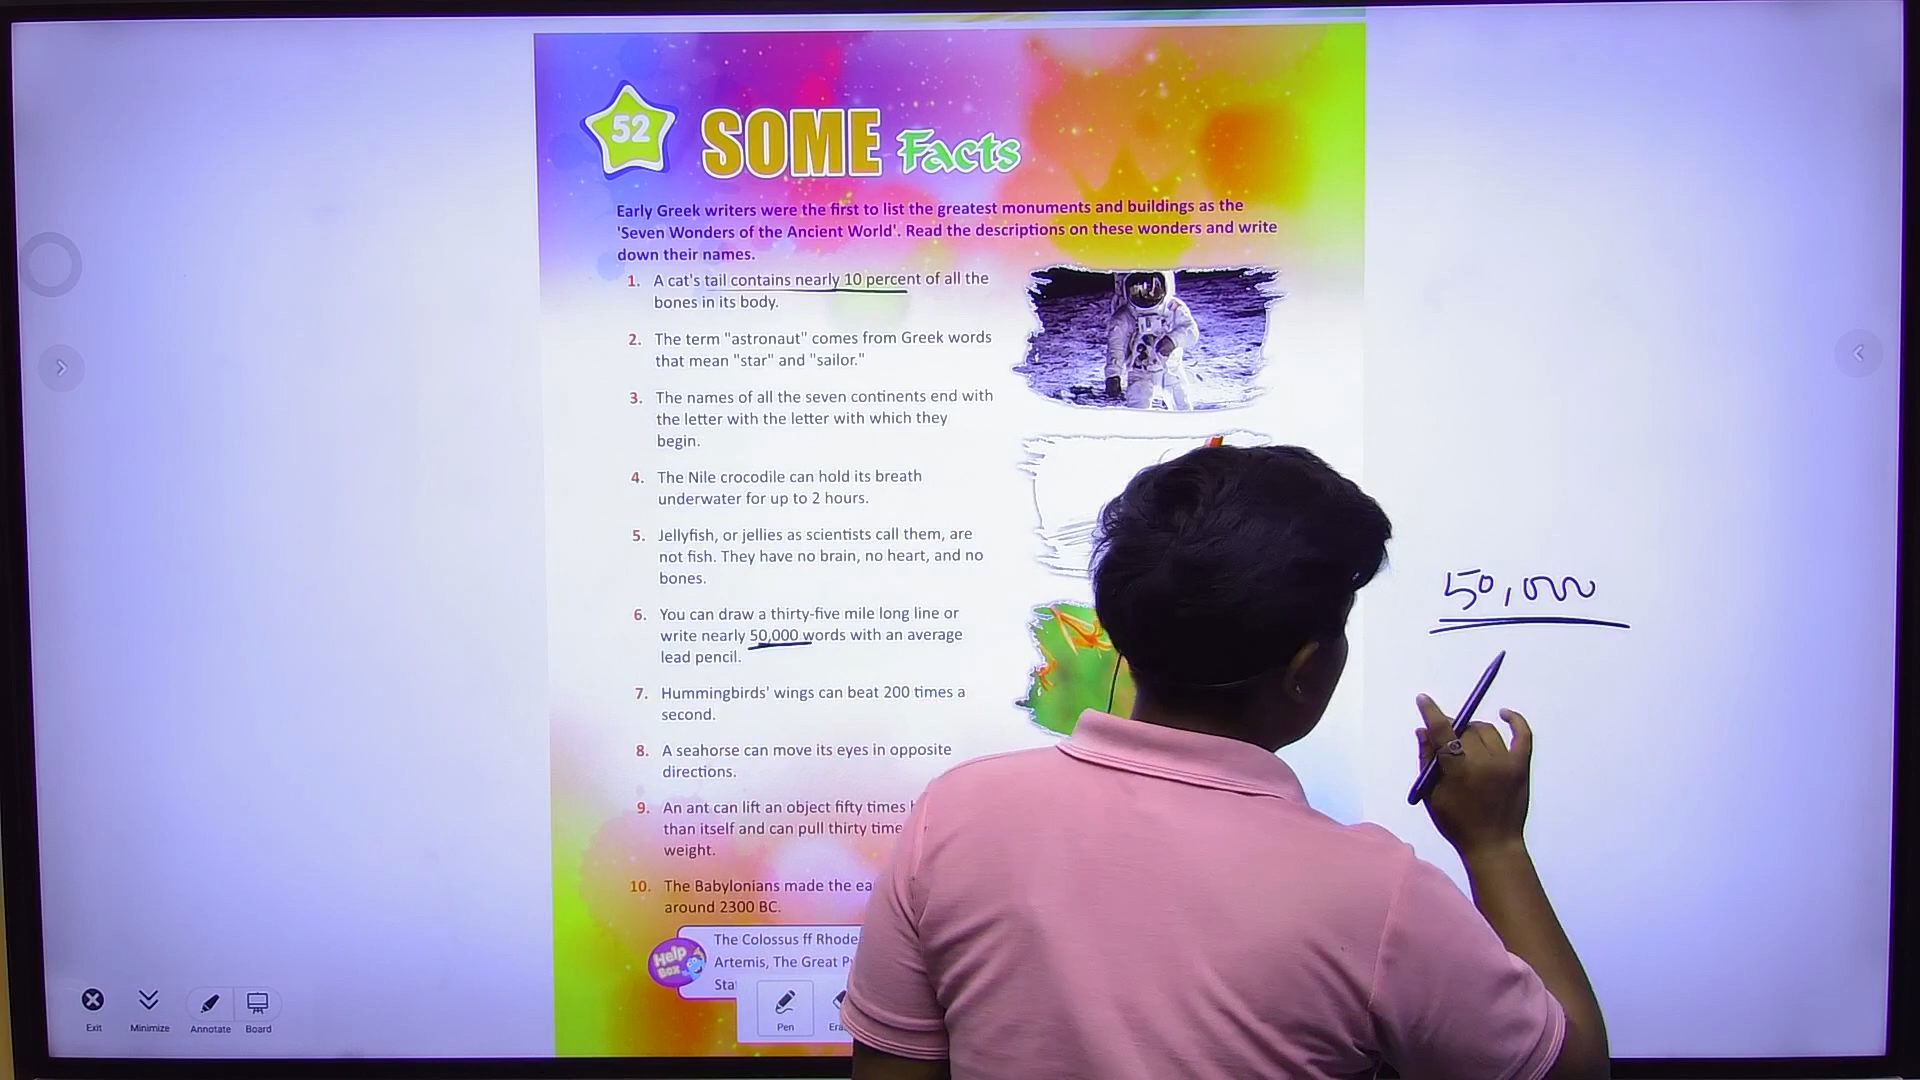 52
SOME Facts
Early Greek writers were the first to list the greatest monuments and buildings as the
'Seven Wonders of the Ancient World'. Read the descriptions on these wonders and write
down their names.
1. A cat's tail contains nearly 10 percent of all the
bones in its body.
2. The term "astronaut" comes from Greek words
that mean "star" and "sailor."
3. The names of all the seven continents end with
the letter with the letter with which they
begin.
4. The Nile crocodile can hold its breath
underwater for up to 2 hours.
5. Jellyfish, or jellies as scientists call them, are
not fish. They have no brain, no heart, and no
bones.
6. You can draw a thirty-five mile long line or
write nearly 50,000 words with an average
lead pencil.
50,000
7. Hummingbirds' wings can beat 200 times a
second.
8. A seahorse can move its eyes in opposite
directions.
9. An ant can lift an object fifty times
than itself and can pull thirty
weight.
10. The Babylonians made the
around 2300 BC.
Help
Box
The Colossus ff
Artemis, The Great
Exit
Minimize
Annotate
Board
Pen